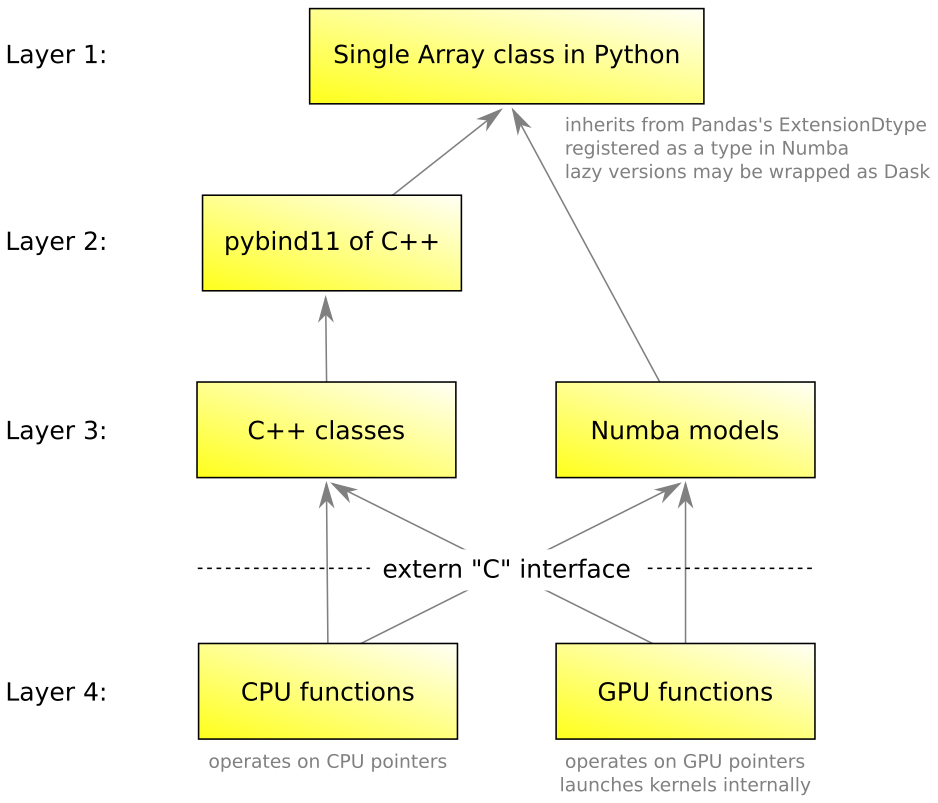 Layer 1:
Single Array class in Python
inherits from Pandas's ExtensionDtype
registered as a type in Numba
lazy versions may be wrapped as Dask
Layer 2:
pybind11 of C++
Layer 3:
C++ classes
Numba models
extern "C" interface
Layer 4:
CPU functions
GPU functions
operates on CPU pointers
operates on GPU pointers
launches kernels internally